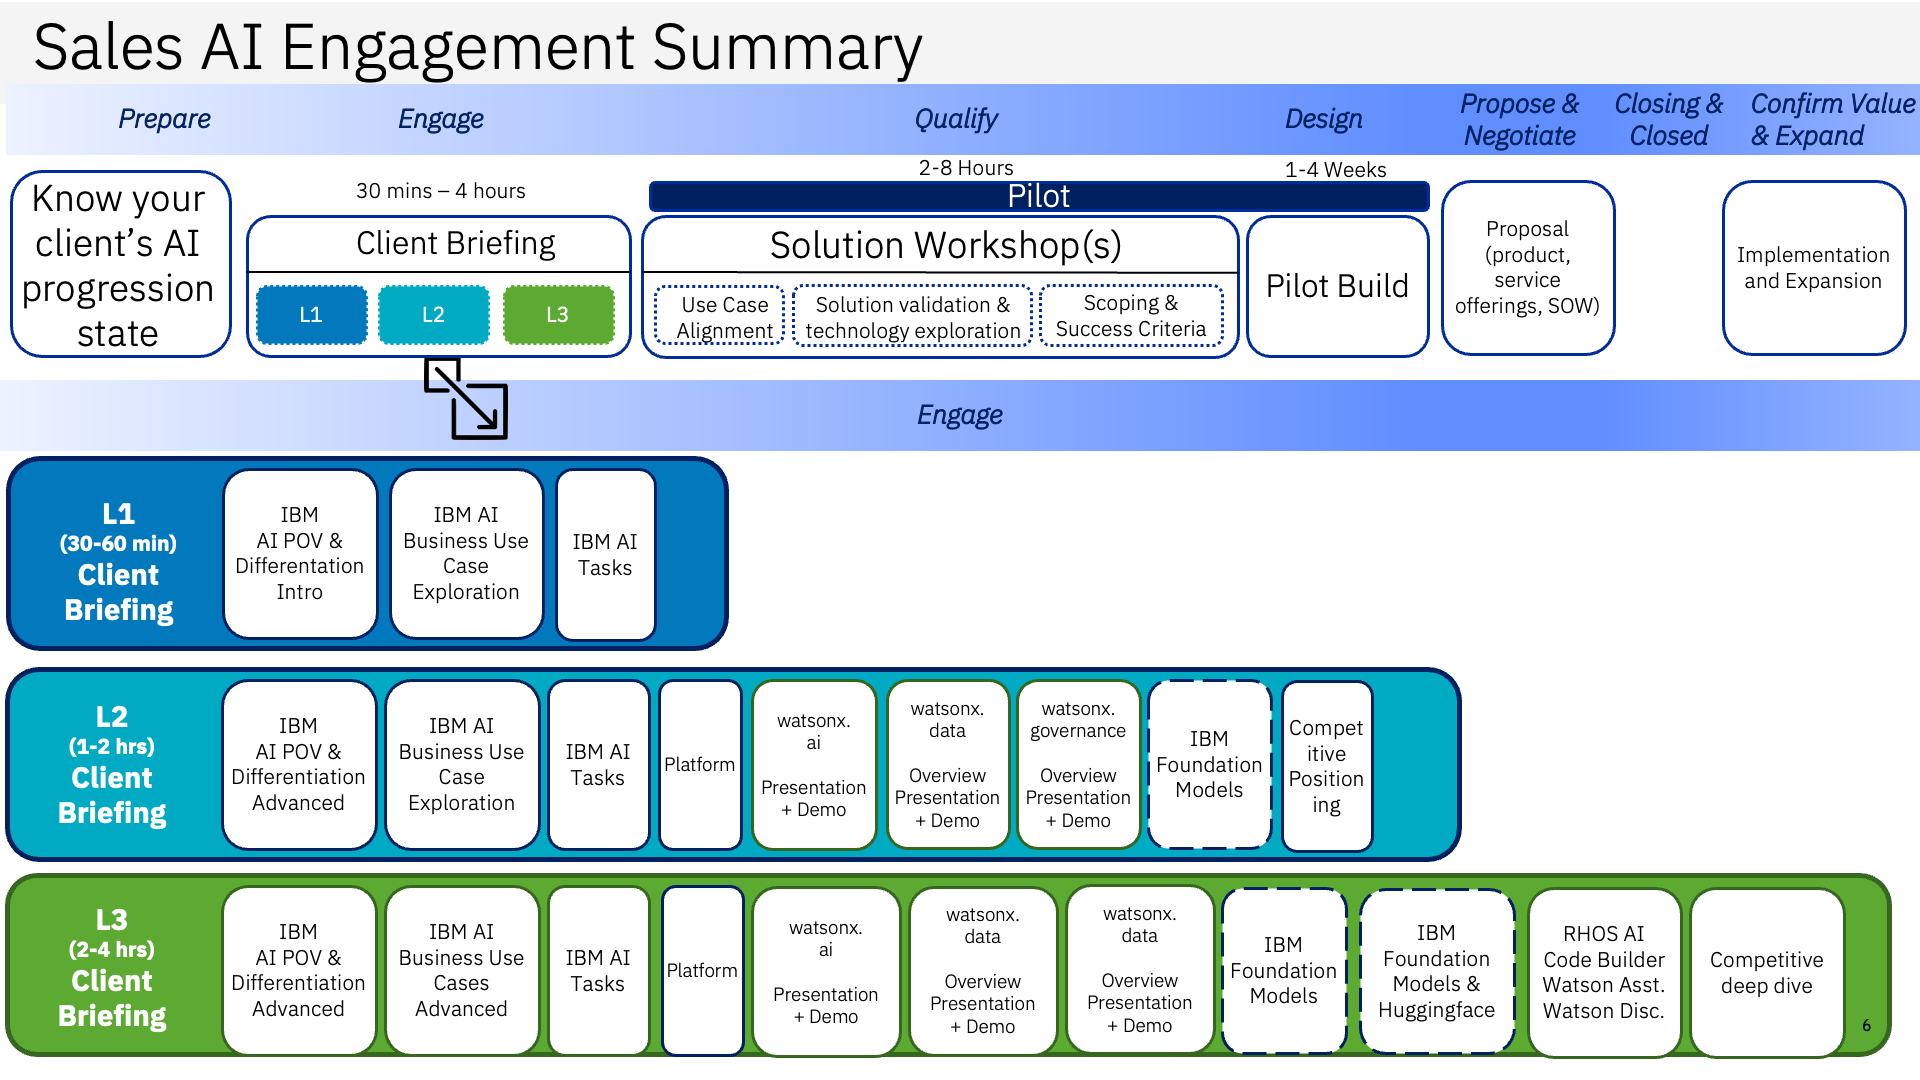 Sales AI Engagement Summary
Prepare
Engage
Qualify
Design
Propose &
Negotiate
Closing &
Closed
Confirm Value
& Expand
Know your
client’s AI
progression
state
30 mins – 4 hours
Client Briefing
L1
L2
L3
2-8 Hours
1-4 Weeks
Pilot
Solution Workshop(s)
Use Case
Alignment
Solution validation &
technology exploration
Scoping &
Success Criteria
Pilot Build
Proposal
(product,
service
offerings, SOW)
Implementation
and Expansion
Engage
L1
(30-60 min)
Client
Briefing
IBM
AI POV &
Differentation
Intro
IBM AI
Business Use
Case
Exploration
IBM AI
Tasks
L2
(1-2 hrs)
Client
Briefing
IBM
AI POV &
Differentiation
Advanced
IBM AI
Business Use
Case
Exploration
IBM AI
Tasks
Platform
watsonx.
ai
Presentation
+ Demo
watsonx.
data
Overview
Presentation
+ Demo
watsonx.
governance
Overview
Presentation
+ Demo
IBM
Foundation
Models
Compet
itive
Position
ing
L3
(2-4 hrs)
Client
Briefing
IBM
AI POV &
Differentiation
Advanced
IBM AI
Business Use
Cases
Advanced
IBM AI
Tasks
Platform
watsonx.
ai
Presentation
+ Demo
watsonx.
data
Overview
Presentation
+ Demo
watsonx.
data
Overview
Presentation
+ Demo
IBM
Foundation
Models
IBM
Foundation
Models &
Huggingface
RHOS AI
Code Builder
Watson Asst.
Watson Disc.
Competitive
deep dive
6